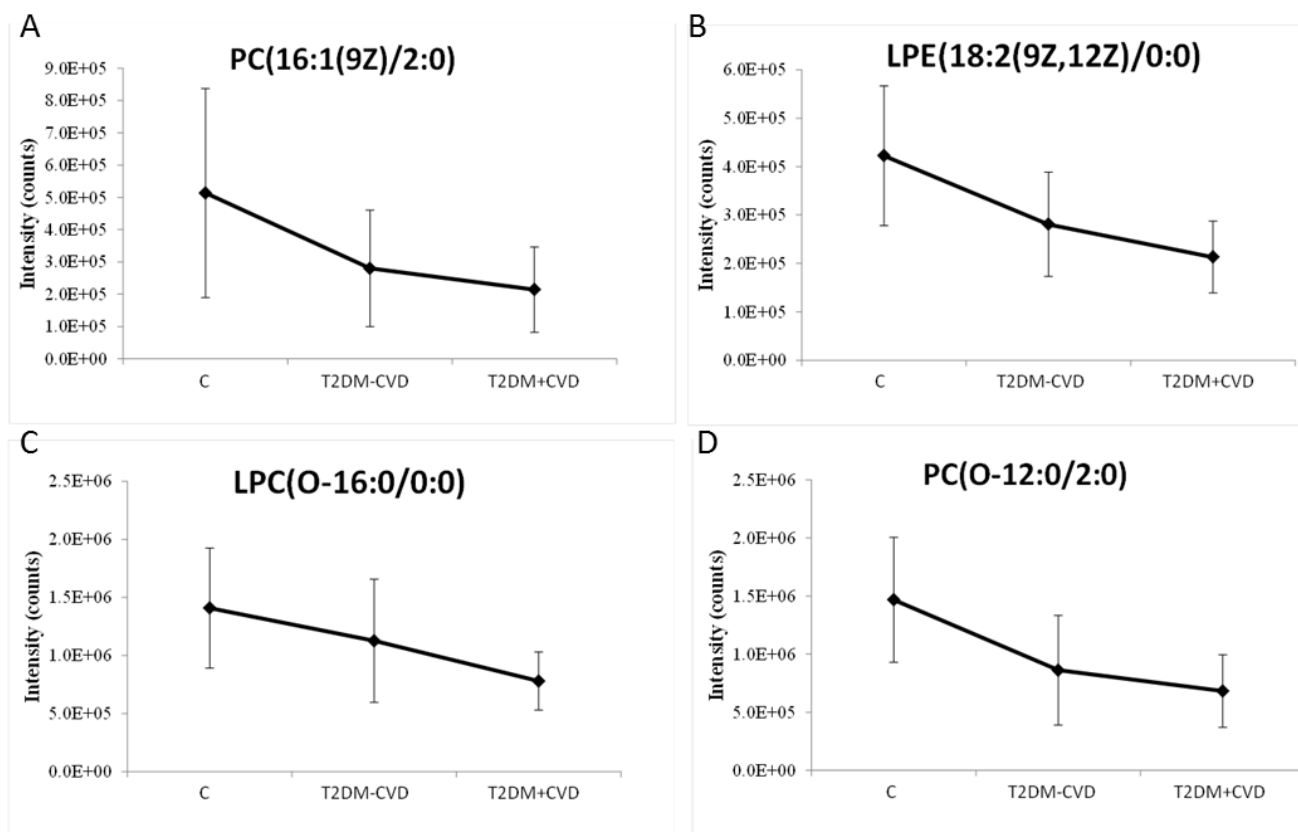 A
PC(16:1(9Z)/2:0)
Intensity (counts)
9.0E+05
8.0E+05
7.0E+05
6.0E+05
5.0E+05
4.0E+05
3.0E+05
2.0E+05
1.0E+05
0.0E+00
C
T2DM-CVD
T2DM+CVD
B
LPE(18:2(9Z,12Z)/0:0)
Intensity (counts)
6.0E+05
5.0E+05
4.0E+05
3.0E+05
2.0E+05
1.0E+05
0.0E+00
C
T2DM-CVD
T2DM+CVD
C
LPC(O-16:0/0:0)
Intensity (counts)
2.5E+06
2.0E+06
1.5E+06
1.0E+06
5.0E+05
0.0E+00
C
T2DM-CVD
T2DM+CVD
D
PC(O-12:0/2:0)
Intensity (counts)
2.5E+06
2.0E+06
1.5E+06
1.0E+06
5.0E+05
0.0E+00
C
T2DM-CVD
T2DM+CVD